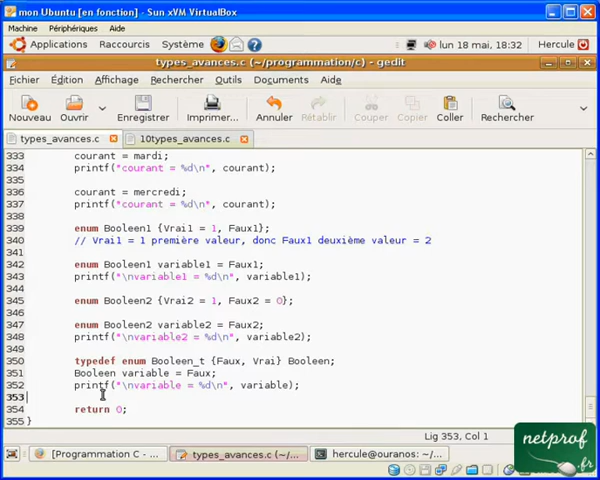 mon Ubuntu [en fonction] - Sun xVM VirtualBox
Machine Périphériques Aide
Applications Raccourcis Système lun 18 mai, 18:32 Hercule
types_avances.c (~/programmation/c) - gedit
Fichier Édition Affichage Rechercher Outils Documents Aide
Nouveau Ouvrir Enregistrer Imprimer... Annuler Rétablir Couper Copier Coller Rechercher
types_avances.c 10types_avances.c
333 courant = mardi;
334 printf("courant = %d\n", courant);
335
336 courant = mercredi;
337 printf("courant = %d\n", courant);
338
339 enum Booleen1 {Vrai1 = 1, Faux1};
340 // Vrai1 = 1 première valeur, donc Faux1 deuxième valeur = 2
341
342 enum Booleen1 variable1 = Faux1;
343 printf("\nvariable1 = %d\n", variable1);
344
345 enum Booleen2 {Vrai2 = 1, Faux2 = 0};
346
347 enum Booleen2 variable2 = Faux2;
348 printf("\nvariable2 = %d\n", variable2);
349
350 typedef enum Booleen_t {Faux, Vrai} Booleen;
351 Booleen variable = Faux;
352 printf("\nvariable = %d\n", variable);
353
354 return 0;
355 }
Lig 353, Col 1
[Programmation C - ... types_avances.c (~/... hercule@ouranos: ~/...
netprof
.fr